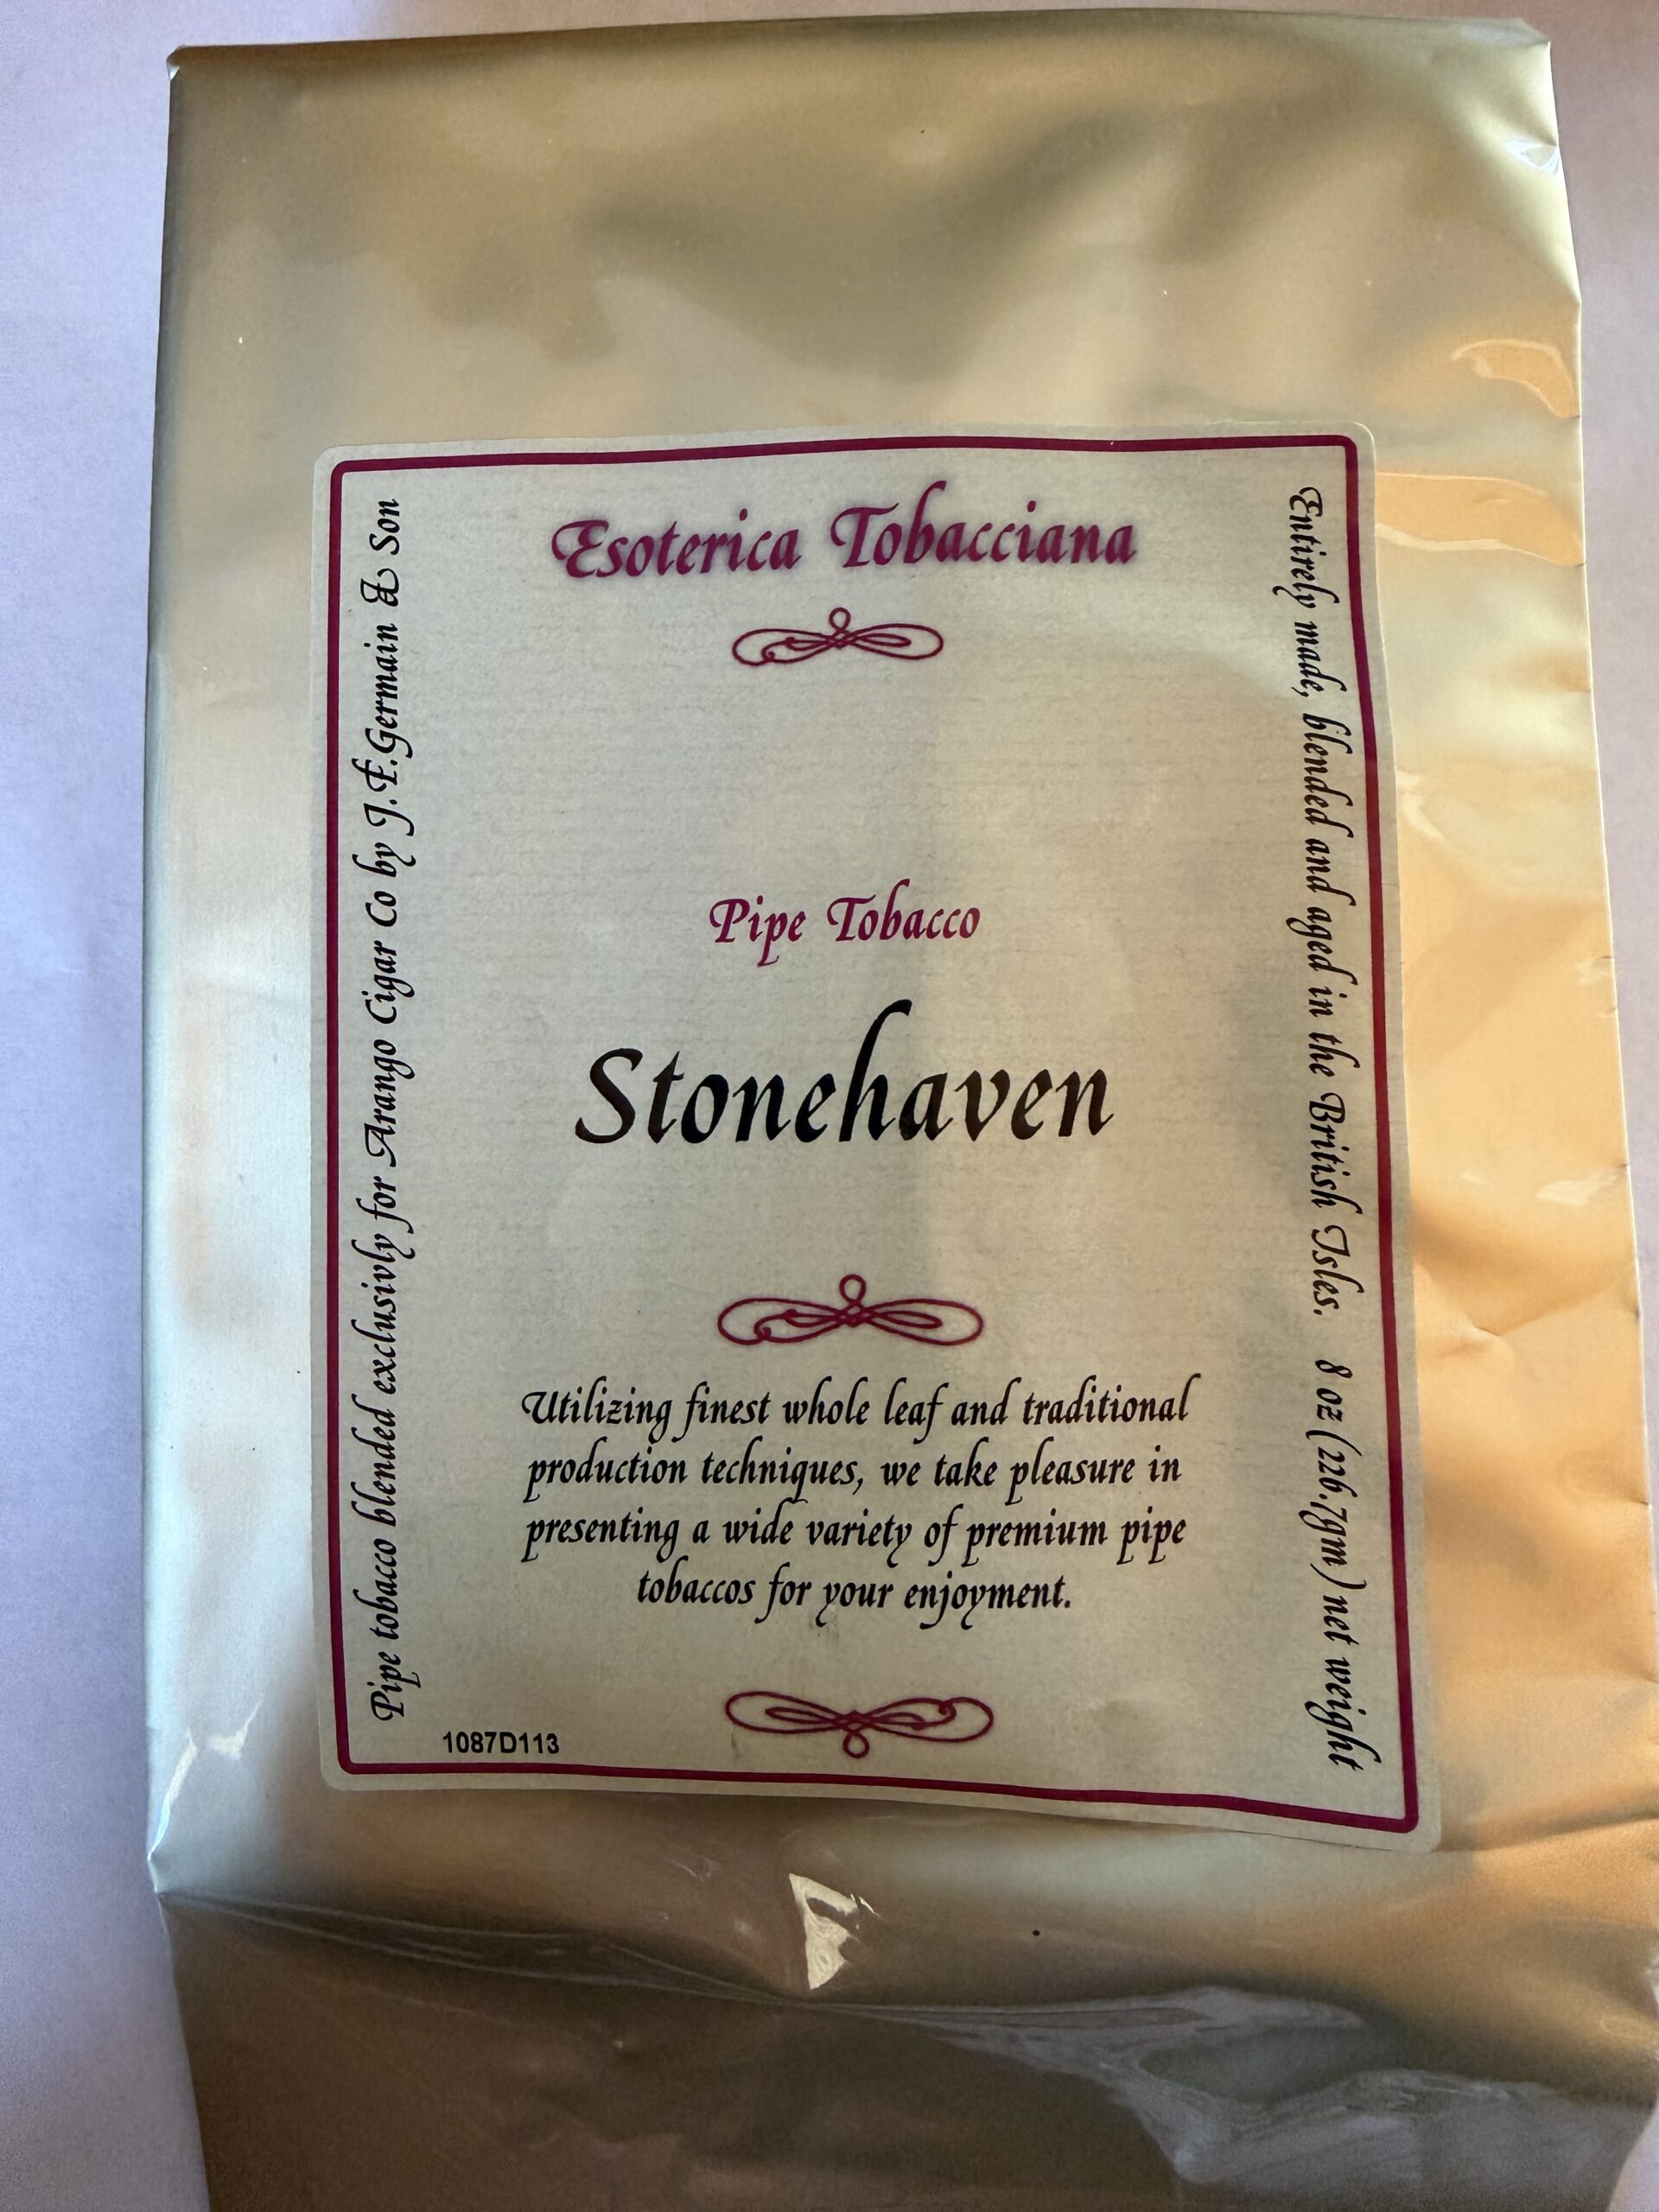 Esoterica Tobacciana
Pipe Tobacco
Stonehaven
Utilizing finest whole leaf and traditional
production techniques, we take pleasure in
presenting a wide variety of premium pipe
tobaccos for your enjoyment.
1087D113
Pipe tobacco blended exclusivly for Arango Cigar Co by J.F.Germain & Son
Entirely made, blended and aged in the British Isles. 8 oz (226.7gm) net weight